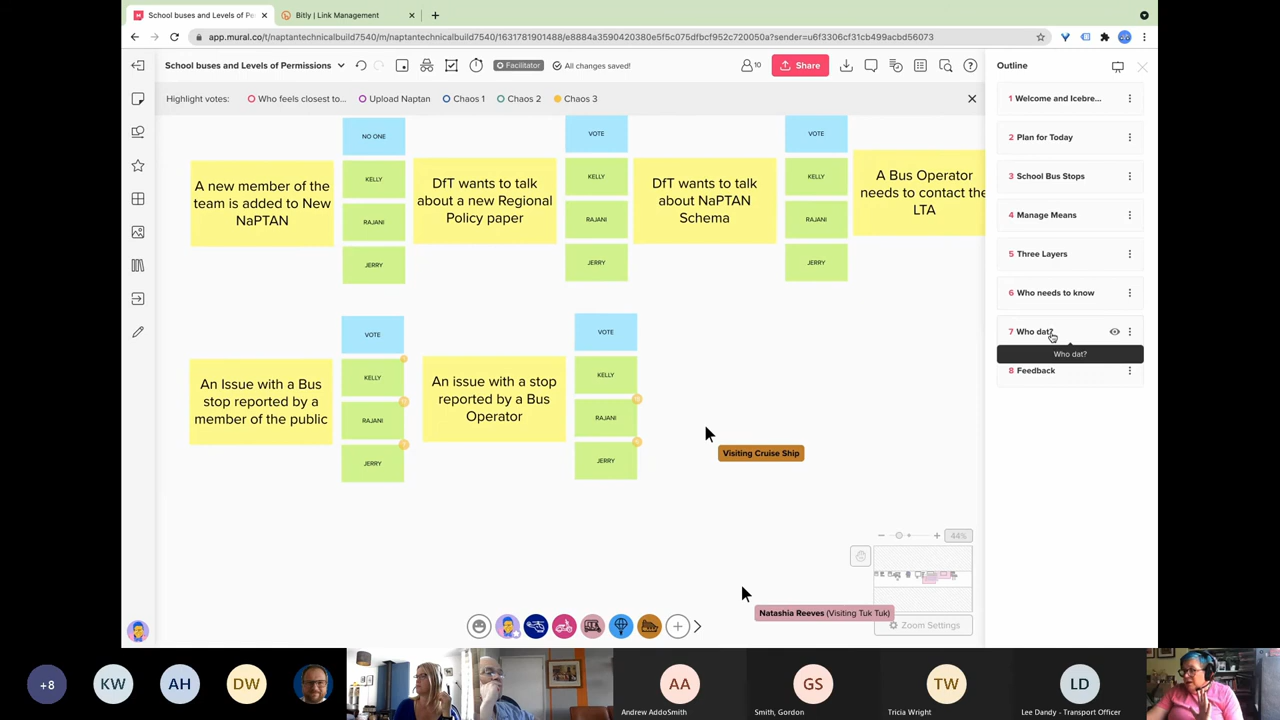 School buses and Levels of Pe
Bitly | Link Management
app.mural.co/t/naptantechnicalbuild7540/m/naptantechnicalbuild7540/1631781901488/e8884a3590420380e5f5c075dfbcf952c720050a?sender=u6f3306cf31cb499acbd56073
School buses and Levels of Permissions
Facilitator
All changes saved!
10
Share
Outline
Highlight votes:
Who feels closest to...
Upload Naptan
Chaos 1
Chaos 2
Chaos 3
1 Welcome and Icebre...
2 Plan for Today
3 School Bus Stops
4 Manage Means
5 Three Layers
6 Who needs to know
7 Who dat?
Who dat?
8 Feedback
A new member of the
team is added to New
NaPTAN
NO ONE
KELLY
RAJANI
JERRY
DfT wants to talk
about a new Regional
Policy paper
VOTE
KELLY
RAJANI
JERRY
DfT wants to talk
about NaPTAN
Schema
VOTE
KELLY
RAJANI
JERRY
A Bus Operator
needs to contact the
LTA
An Issue with a Bus
stop reported by a
member of the public
VOTE
KELLY
RAJANI
JERRY
An issue with a stop
reported by a Bus
Operator
VOTE
KELLY
RAJANI
JERRY
Visiting Cruise Ship
Natashia Reeves (Visiting Tuk Tuk)
44%
Zoom Settings
+8
KW
AH
DW
AA
Andrew AddoSmith
GS
Smith, Gordon
TW
Tricia Wright
LD
Lee Dandy - Transport Officer